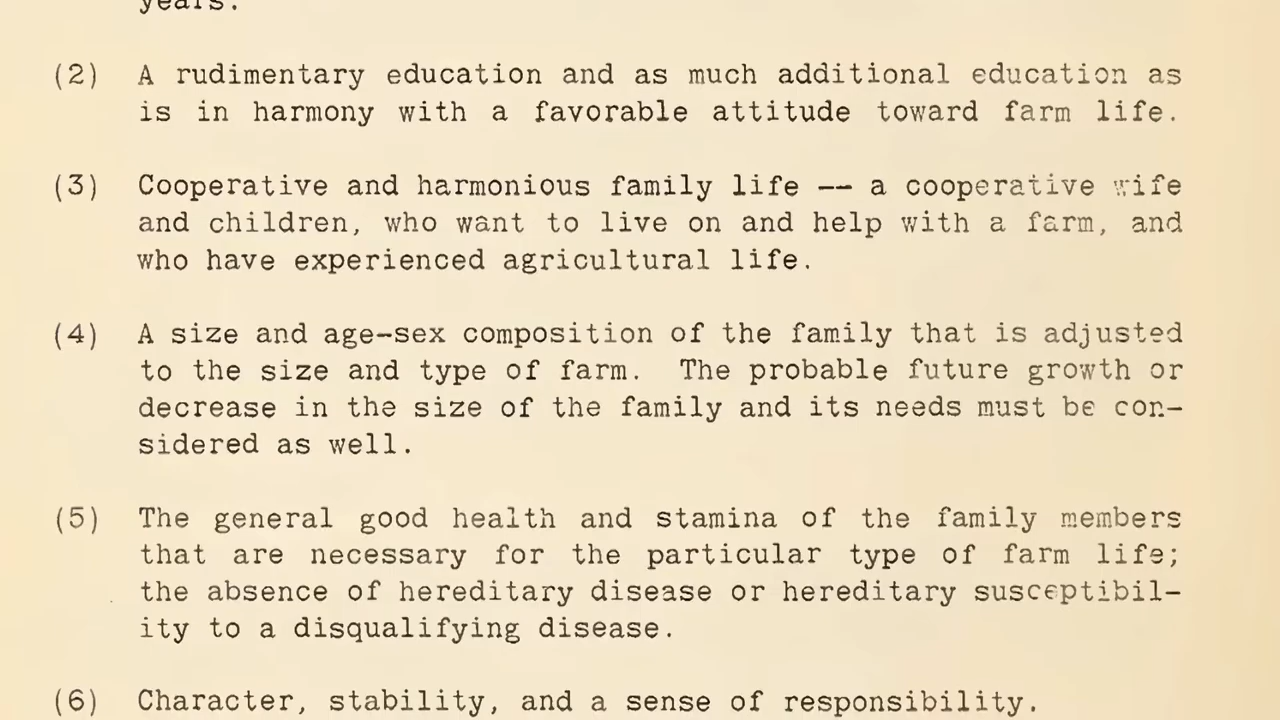 years.
(2) A rudimentary education and as much additional education as
is in harmony with a favorable attitude toward farm life.
(3) Cooperative and harmonious family life -- a cooperative wife
and children, who want to live on and help with a farm, and
who have experienced agricultural life.
(4) A size and age-sex composition of the family that is adjusted
to the size and type of farm. The probable future growth or
decrease in the size of the family and its needs must be con-
sidered as well.
(5) The general good health and stamina of the family members
that are necessary for the particular type of farm life;
the absence of hereditary disease or hereditary susceptibil-
ity to a disqualifying disease.
(6) Character, stability, and a sense of responsibility.